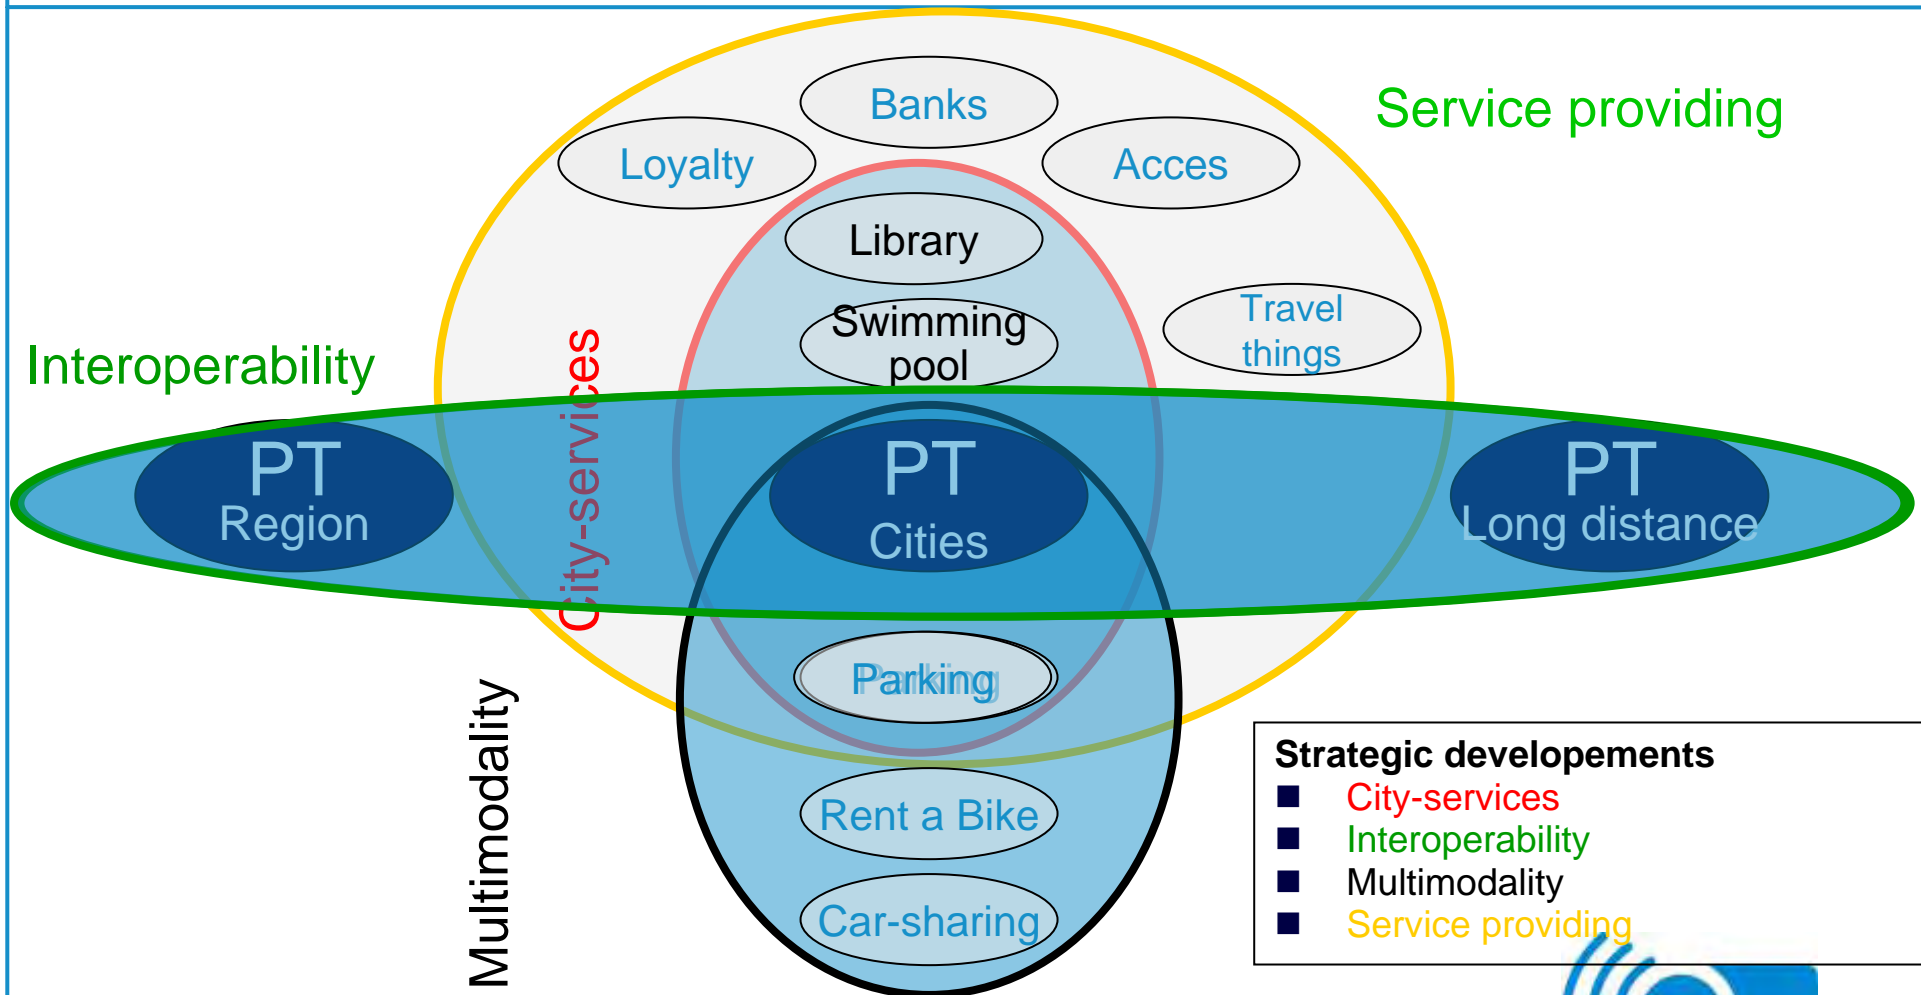 Service providing
Banks
Loyalty
Acces
Library
Swimming
pool
Travel
things
Interoperability
City-services
PT
Region
PT
Cities
PT
Long distance
Parking
Multimodality
Rent a Bike
Car-sharing
Strategic developements
City-services
Interoperability
Multimodality
Service providing